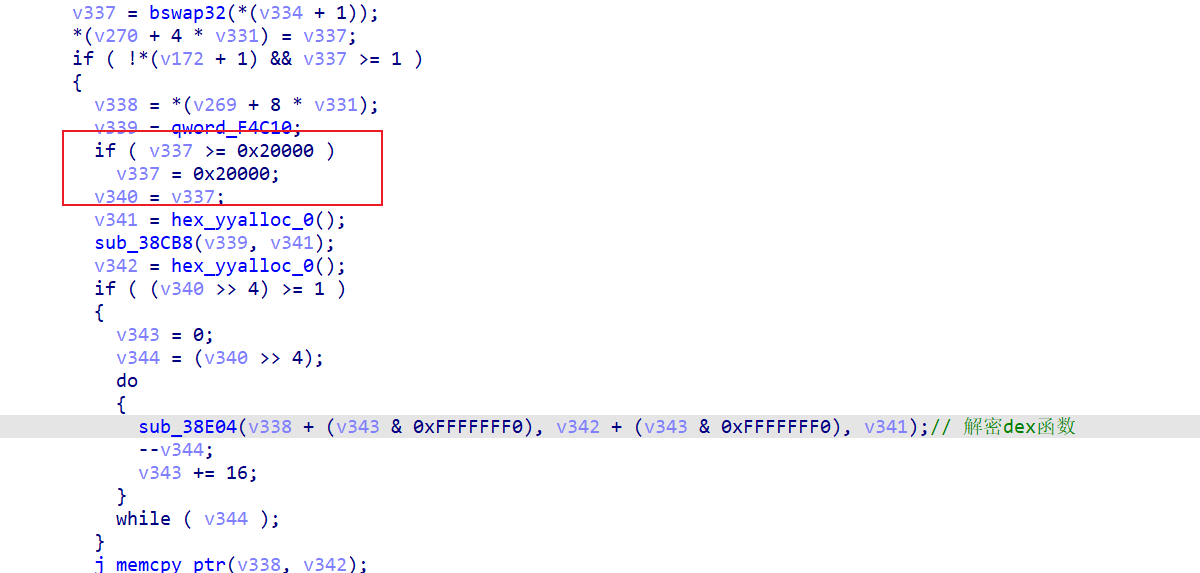 v337 = bswap32(*(v334 + 1));
*(v270 + 4 * v331) = v337;
if ( !*(v172 + 1) && v337 >= 1 )
{
v338 = *(v269 + 8 * v331);
v339 = qword_F4C10;
if ( v337 >= 0x20000 )
v337 = 0x20000;
v340 = v337;
v341 = hex_yyalloc_0();
sub_38CB8(v339, v341);
v342 = hex_yyalloc_0();
if ( (v340 >> 4) >= 1 )
{
v343 = 0;
v344 = (v340 >> 4);
do
{
sub_38E04(v338 + (v343 & 0xFFFFFFF0), v342 + (v343 & 0xFFFFFFF0), v341);// 解密dex函数
--v344;
v343 += 16;
}
while ( v344 );
}
j_memcpy_ptr(v338, v342);